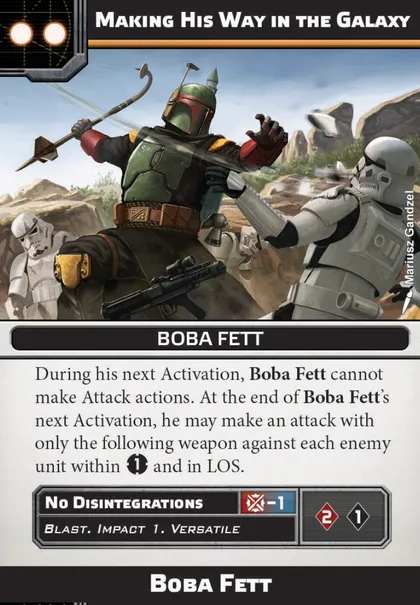 MAKING HIS WAY IN THE GALAXY
Mariusz Gandzel
BOBA FETT
During his next Activation, Boba Fett cannot
make Attack actions. At the end of Boba Fett's
next Activation, he may make an attack with
only the following weapon against each enemy
unit within 1 and in LOS.
NO DISINTEGRATIONS -1
BLAST. IMPACT 1. VERSATILE
2 1
BOBA FETT